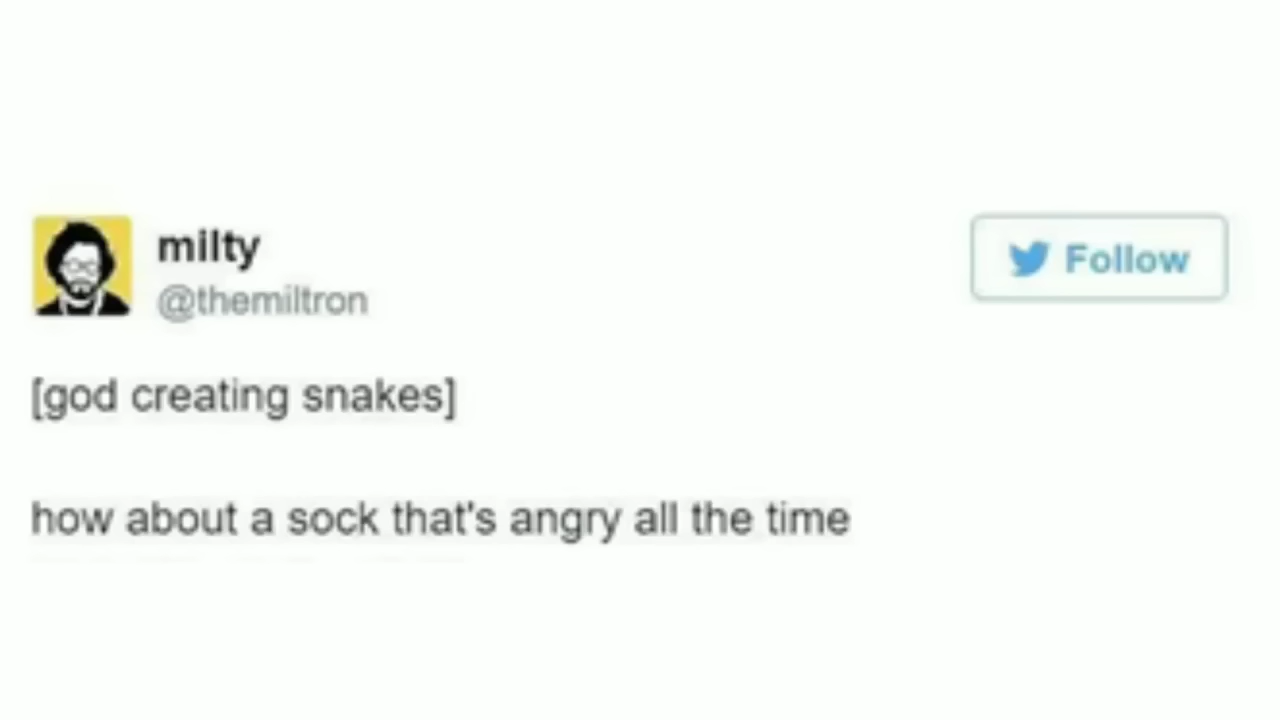 milty
Follow
@themiltron
[god creating snakes]
how about a sock that's angry all the time